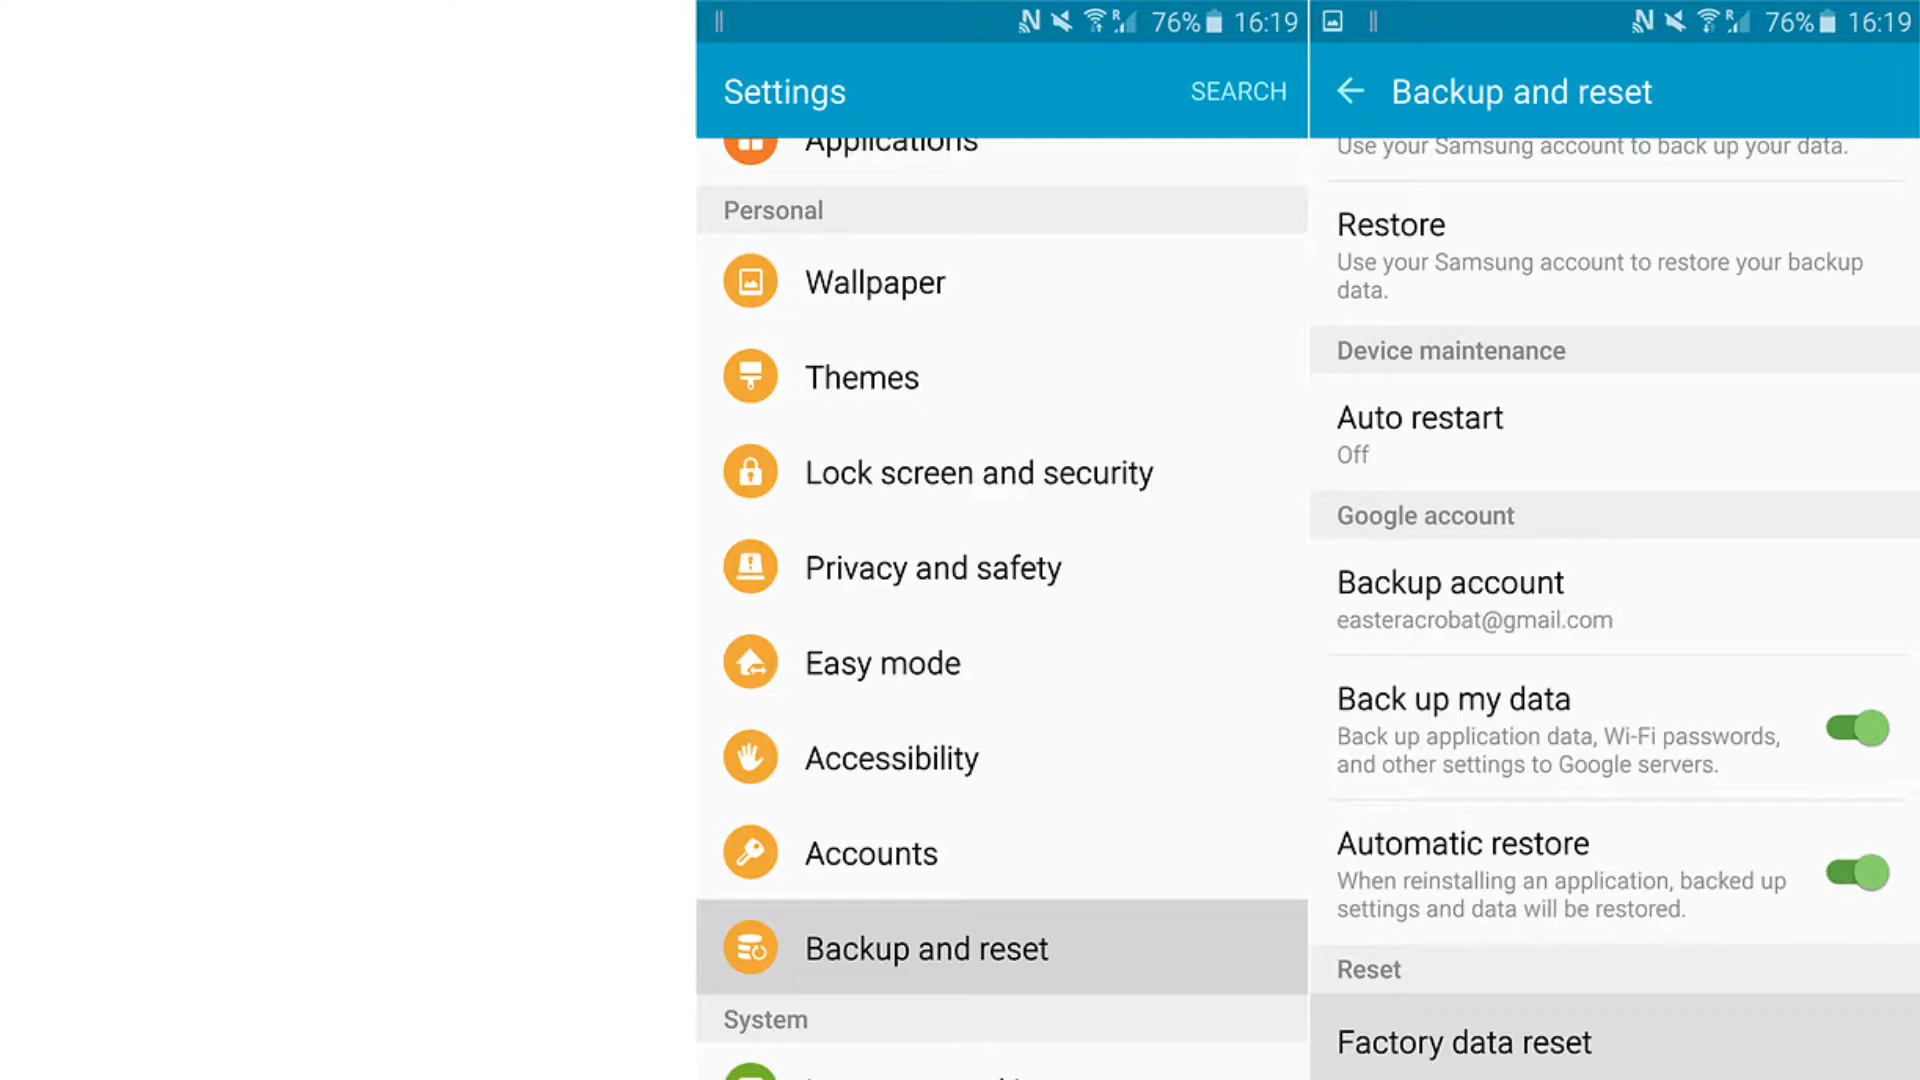 76% 16:19
Settings
SEARCH
Applications
Personal
Wallpaper
Themes
Lock screen and security
Privacy and safety
Easy mode
Accessibility
Accounts
Backup and reset
System
76% 16:19
Backup and reset
Use your Samsung account to back up your data.
Restore
Use your Samsung account to restore your backup
data.
Device maintenance
Auto restart
Off
Google account
Backup account
easteracrobat@gmail.com
Back up my data
Back up application data, Wi-Fi passwords,
and other settings to Google servers.
Automatic restore
When reinstalling an application, backed up
settings and data will be restored.
Reset
Factory data reset